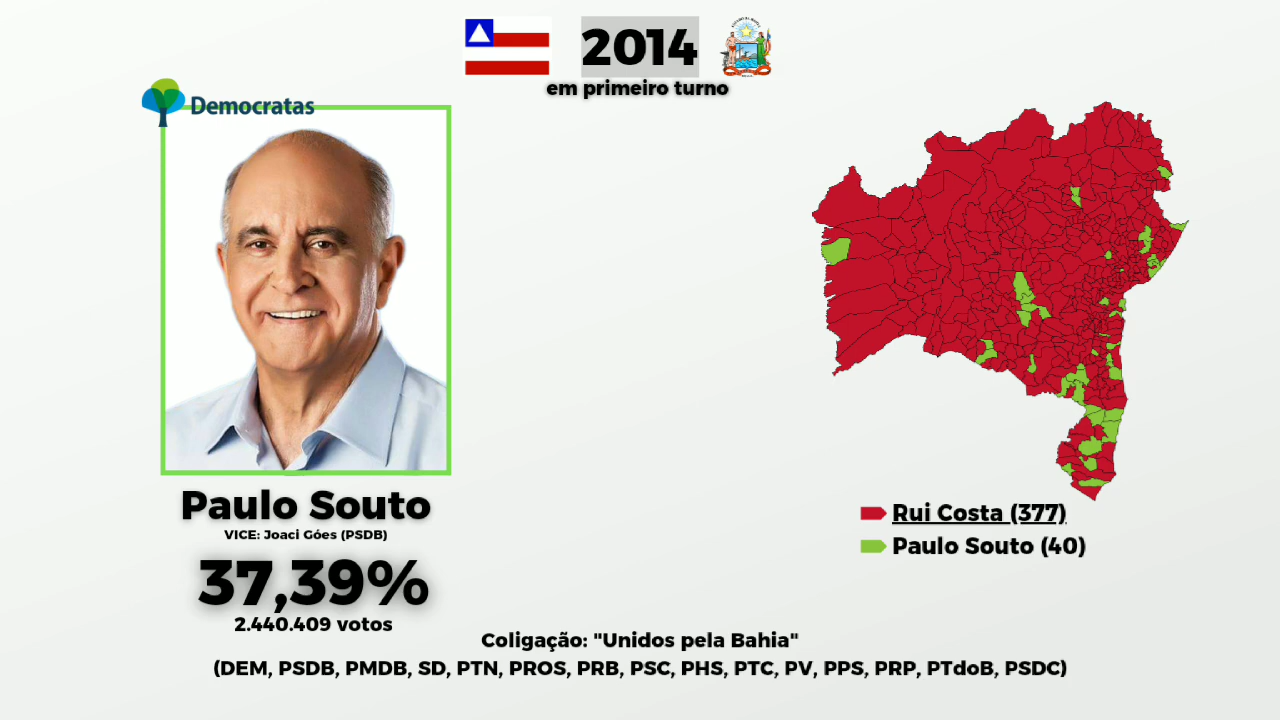 2014
em primeiro turno
Democratas
Paulo Souto
VICE: Joaci Góes (PSDB)
37,39%
2.440.409 votos
Rui Costa (377)
Paulo Souto (40)
Coligação: "Unidos pela Bahia"
(DEM, PSDB, PMDB, SD, PTN, PROS, PRB, PSC, PHS, PTC, PV, PPS, PRP, PTdoB, PSDC)